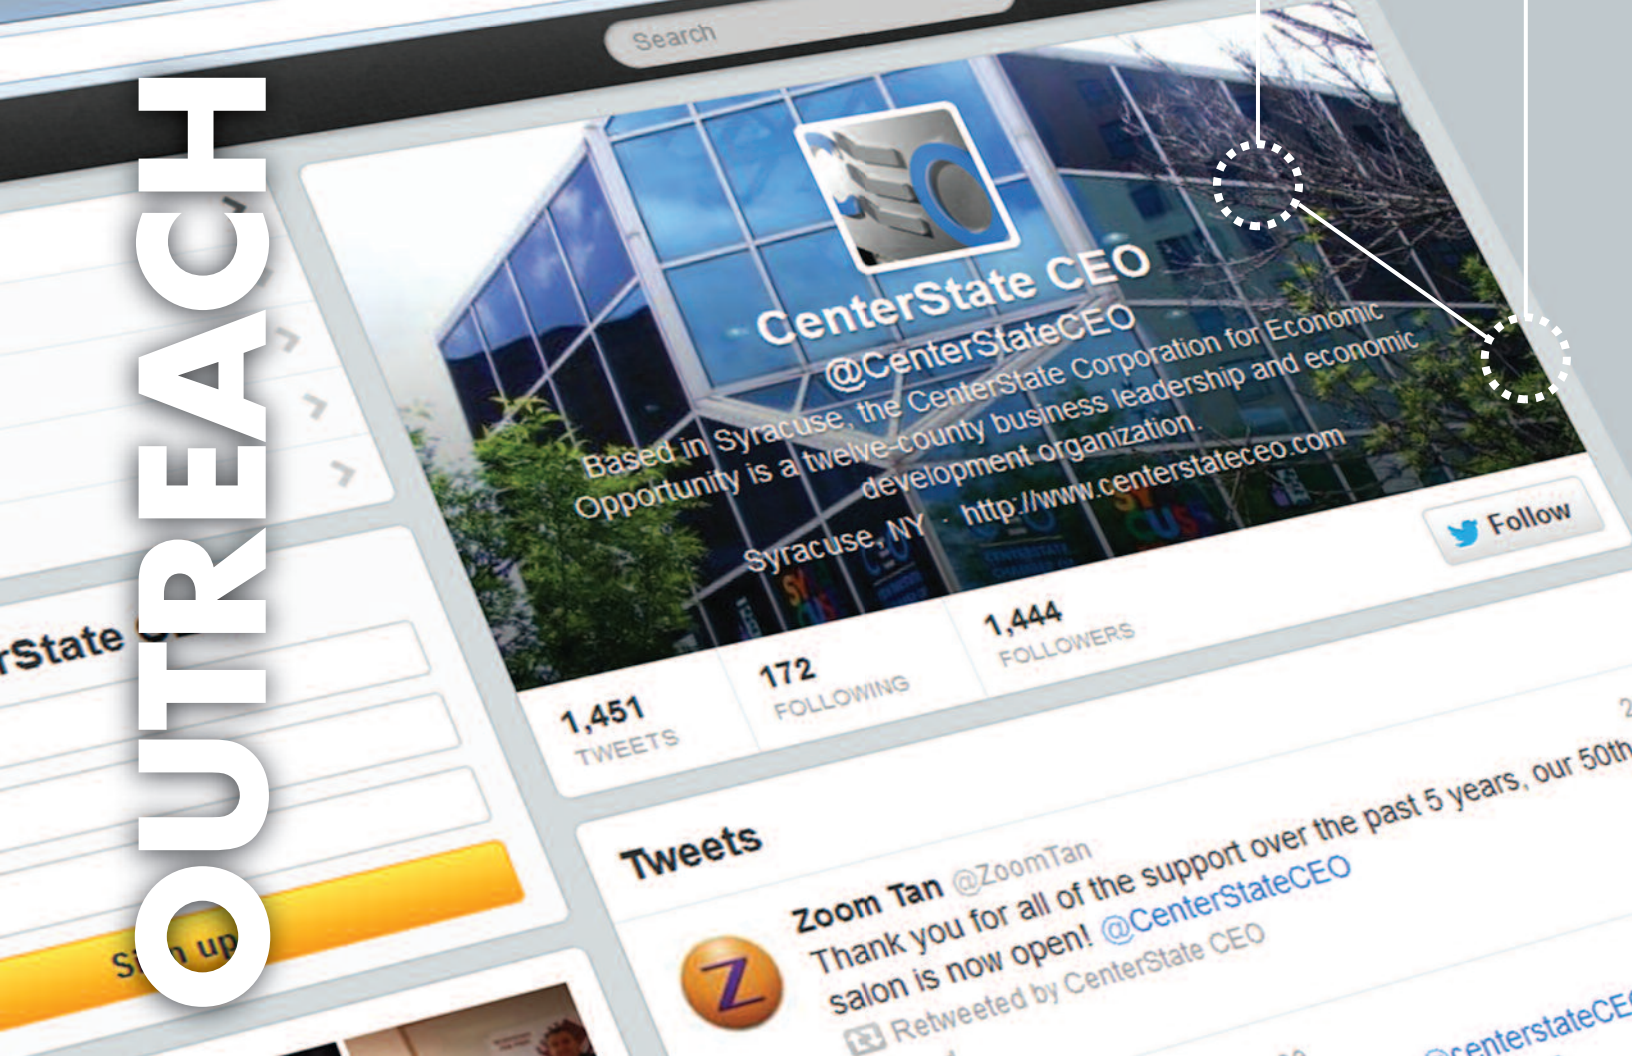 Search
OUTREACH
CenterState CEO
@CenterStateCEO
Based in Syracuse, the CenterState Corporation for Economic
Opportunity is a twelve-county business leadership and economic
development organization.
Syracuse, NY · http://www.centerstateceo.com
Follow
1,451
TWEETS
172
FOLLOWING
1,444
FOLLOWERS
rState
Sign up
Tweets
Zoom Tan @ZoomTan
Thank you for all of the support over the past 5 years, our 50th
salon is now open! @CenterStateCEO
Retweeted by CenterState CEO
@centerstateCE